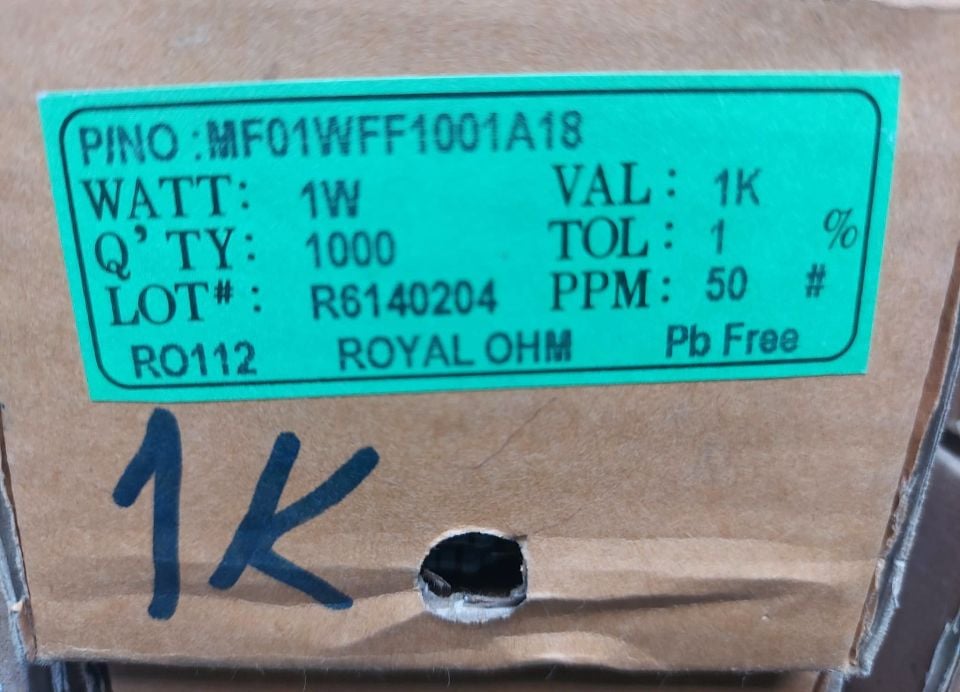 P/NO :MF01WFF1001A18
WATT: 1W VAL: 1K
Q'TY: 1000 TOL: 1 %
LOT#: R6140204 PPM: 50 #
RO112 ROYAL OHM Pb Free
1K